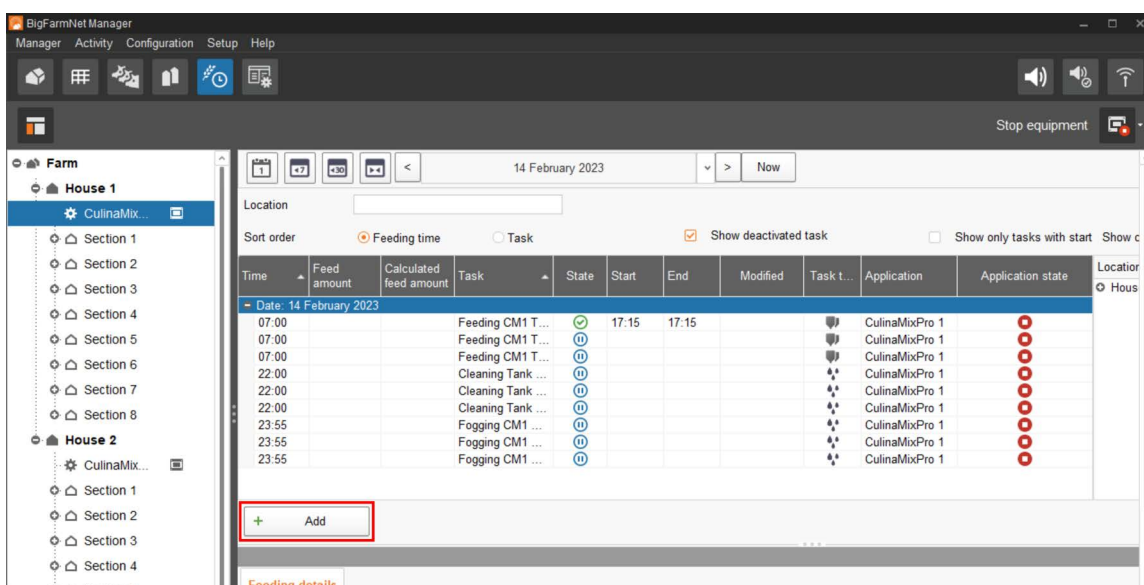 BigFarmNet Manager
Manager Activity Configuration Setup Help
Stop equipment
Farm
House 1
CulinaMix...
Section 1
Section 2
Section 3
Section 4
Section 5
Section 6
Section 7
Section 8
House 2
CulinaMix...
Section 1
Section 2
Section 3
Section 4
1 <7 <30 < 14 February 2023 > Now
Location
Sort order Feeding time Task Show deactivated task Show only tasks with start Show
Time Feed amount Calculated feed amount Task State Start End Modified Task t... Application Application state
Date: 14 February 2023
07:00 Feeding CM1 T... 17:15 17:15 CulinaMixPro 1
07:00 Feeding CM1 T... CulinaMixPro 1
07:00 Feeding CM1 T... CulinaMixPro 1
22:00 Cleaning Tank ... CulinaMixPro 1
22:00 Cleaning Tank ... CulinaMixPro 1
22:00 Cleaning Tank ... CulinaMixPro 1
23:55 Fogging CM1 ... CulinaMixPro 1
23:55 Fogging CM1 ... CulinaMixPro 1
23:55 Fogging CM1 ... CulinaMixPro 1
Location
Hous
+ Add
Feeding details